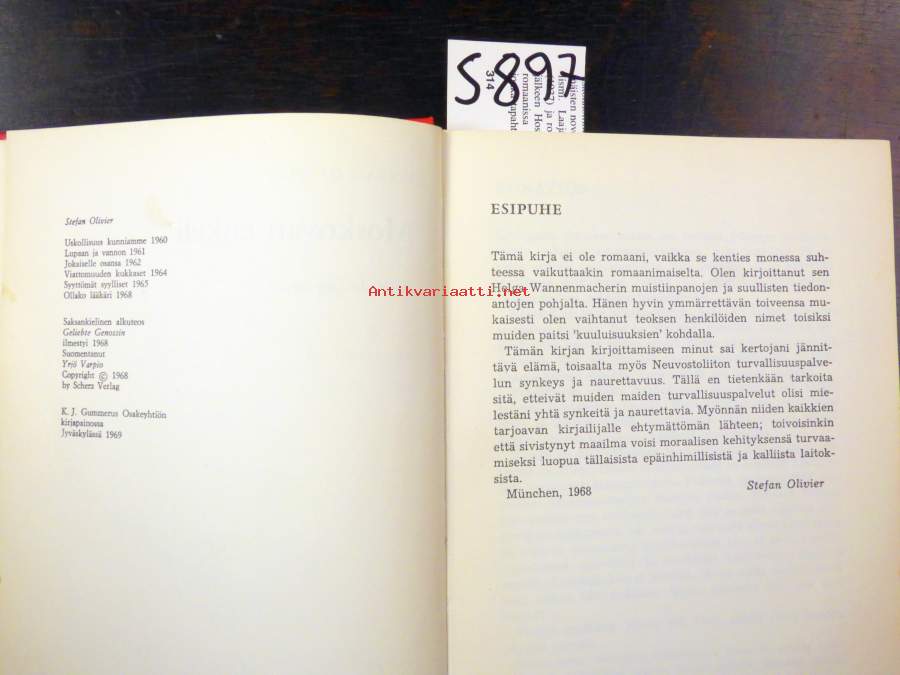 S897
314
Stefan Olivier
Uskollisuus kunniamme 1960
Lupaan ja vannon 1961
Jokaiselle osansa 1962
Viattomuuden kukkaset 1964
Syyttömät syylliset 1965
Ollako lääkäri 1968
Saksankielinen alkuteos
Geliebte Genossin
ilmestyi 1968
Suomentanut
Yrjö Varpio
Copyright © 1968
by Scherz Verlag
K. J. Gummerus Osakeyhtiön
kirjapainossa
Jyväskylässä 1969
ESIPUHE
Tämä kirja ei ole romaani, vaikka se kenties monessa suh-
teessa vaikuttaakin romaanimaiselta. Olen kirjoittanut sen
Helga Wannenmacherin muistiinpanojen ja suullisten tiedon-
antojen pohjalta. Hänen hyvin ymmärrettävän toiveensa mu-
kaisesti olen vaihtanut teoksen henkilöiden nimet toisiksi
muiden paitsi 'kuuluisuuksien' kohdalla.
Tämän kirjan kirjoittamiseen minut sai kertojani jännit-
tävä elämä, toisaalta myös Neuvostoliiton turvallisuuspalve-
lun synkeys ja naurettavuus. Tällä en tietenkään tarkoita
sitä, etteivät muiden maiden turvallisuuspalvelut olisi mie-
lestäni yhtä synkeitä ja naurettavia. Myönnän niiden kaikkien
tarjoavan kirjailijalle ehtymättömän lähteen; toivoisinkin
että sivistynyt maailma voisi moraalisen kehityksensä turvaa-
miseksi luopua tällaisista epäinhimillisistä ja kalliista laitok-
sista.
München, 1968
Stefan Olivier
Antikvariaatti.net